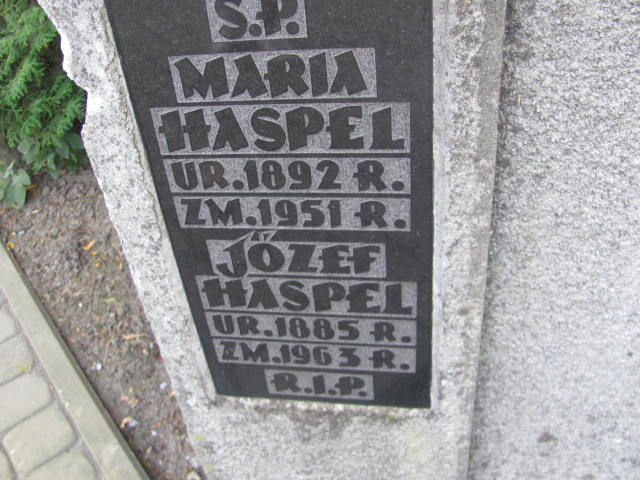 Ś.P.
MARIA
HASPEL
UR.1892 R.
ZM.1951 R.
JÓZEF
HASPEL
UR.1885 R.
ZM.1963 R.
R.I.P.